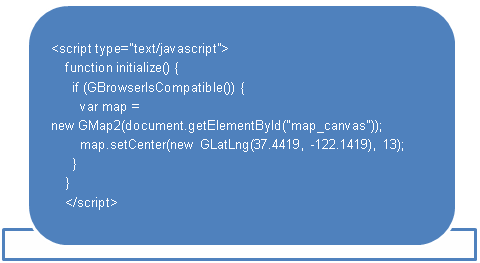 <script type="text/javascript">
function initialize() {
if (GBrowserIsCompatible()) {
var map =
new GMap2(document.getElementById("map_canvas"));
map.setCenter(new GLatLng(37.4419, -122.1419), 13);
}
}
</script>